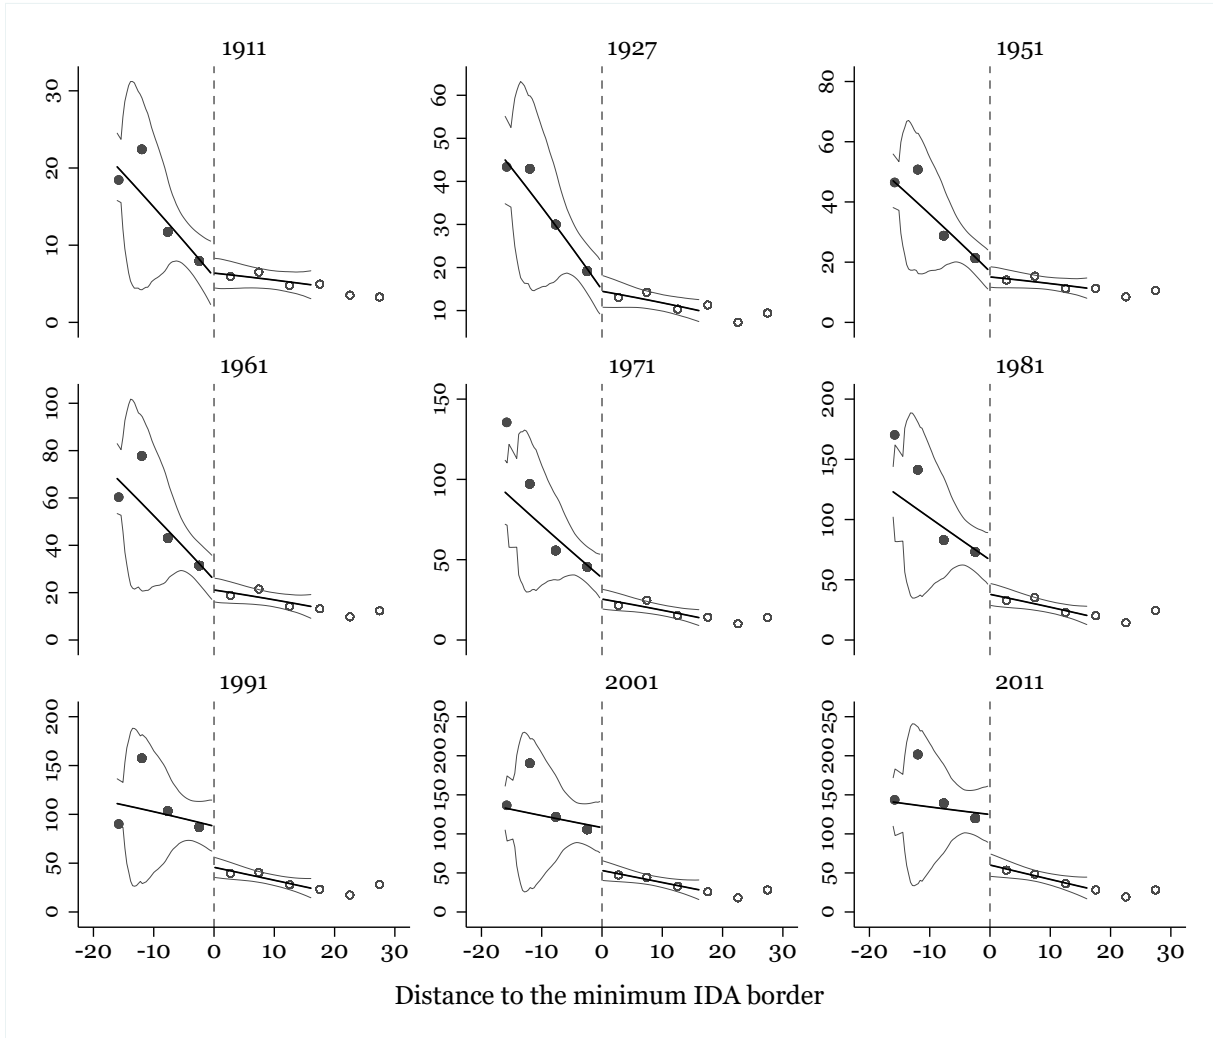 1911 1927 1951
0 10 20 30
10 20 30 40 50 60
0 20 40 60 80
1961 1971 1981
0 20 40 60 80 100
0 50 100 150
0 50 100 150 200
1991 2001 2011
0 50 100 150 200
0 50 100 150 200 250
0 50 100 150 200 250
-20 -10 0 10 20 30 -20 -10 0 10 20 30 -20 -10 0 10 20 30
Distance to the minimum IDA border